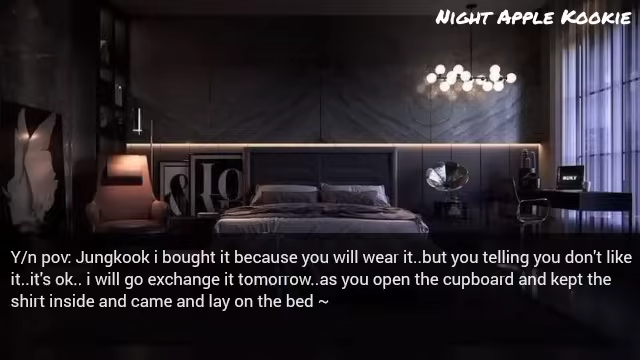 Night Apple Kookie
Y/n pov: Jungkook i bought it because you will wear it..but you telling you don't like
it..it's ok.. i will go exchange it tomorrow..as you open the cupboard and kept the
shirt inside and came and lay on the bed ~